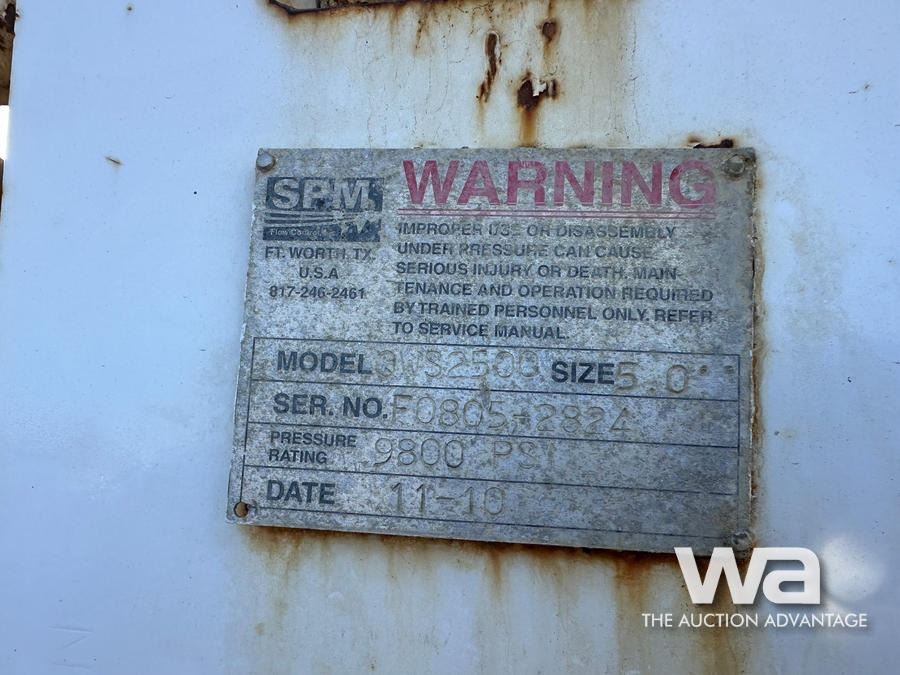 SPM
Flow Control
FT. WORTH, TX.
U.S.A
817-246-2461
WARNING
IMPROPER USE OR DISASSEMBLY
UNDER PRESSURE CAN CAUSE
SERIOUS INJURY OR DEATH. MAIN-
TENANCE AND OPERATION REQUIRED
BY TRAINED PERSONNEL ONLY. REFER
TO SERVICE MANUAL.
MODEL SIZE 5.0"
SER. NO. F0805-2824
PRESSURE
RATING 9800 PSI
DATE 11-10
wa
THE AUCTION ADVANTAGE